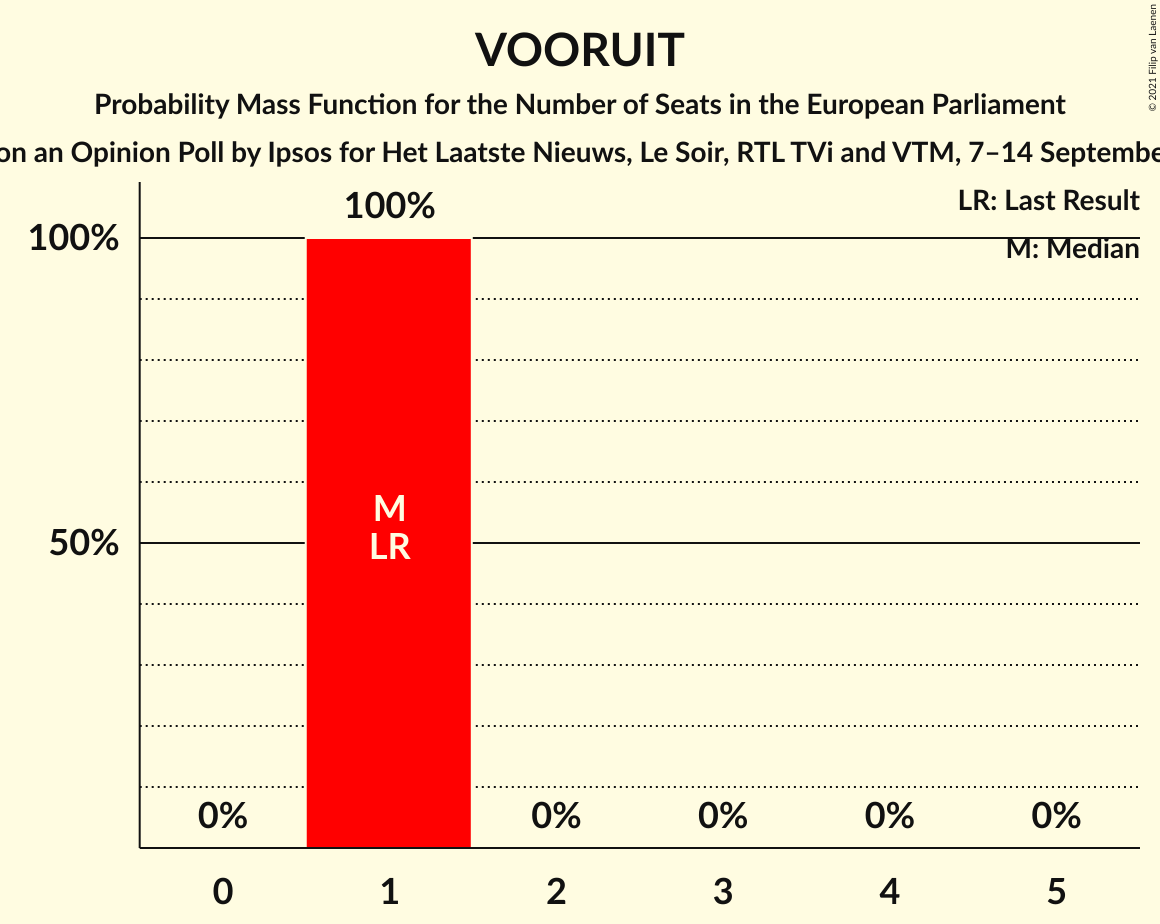 VOORUIT
Probability Mass Function for the Number of Seats in the European Parliament
on an Opinion Poll by Ipsos for Het Laatste Nieuws, Le Soir, RTL TVi and VTM, 7–14 Septembe
© 2021 Filip van Laenen
LR: Last Result
M: Median
100%
100%
50%
M
LR
0%
0%
0%
0%
0%
0
1
2
3
4
5